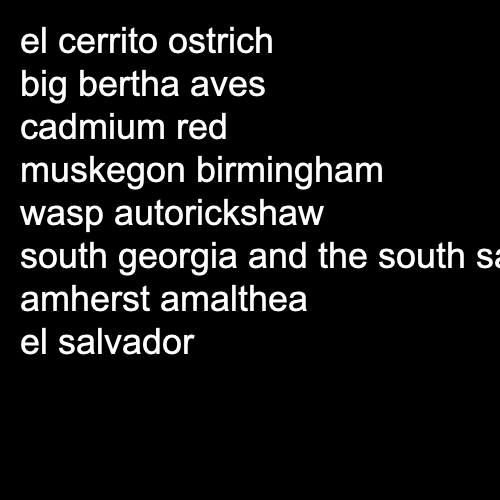 el cerrito ostrich
big bertha aves
cadmium red
muskegon birmingham
wasp autorickshaw
south georgia and the south
amherst amalthea
el salvador